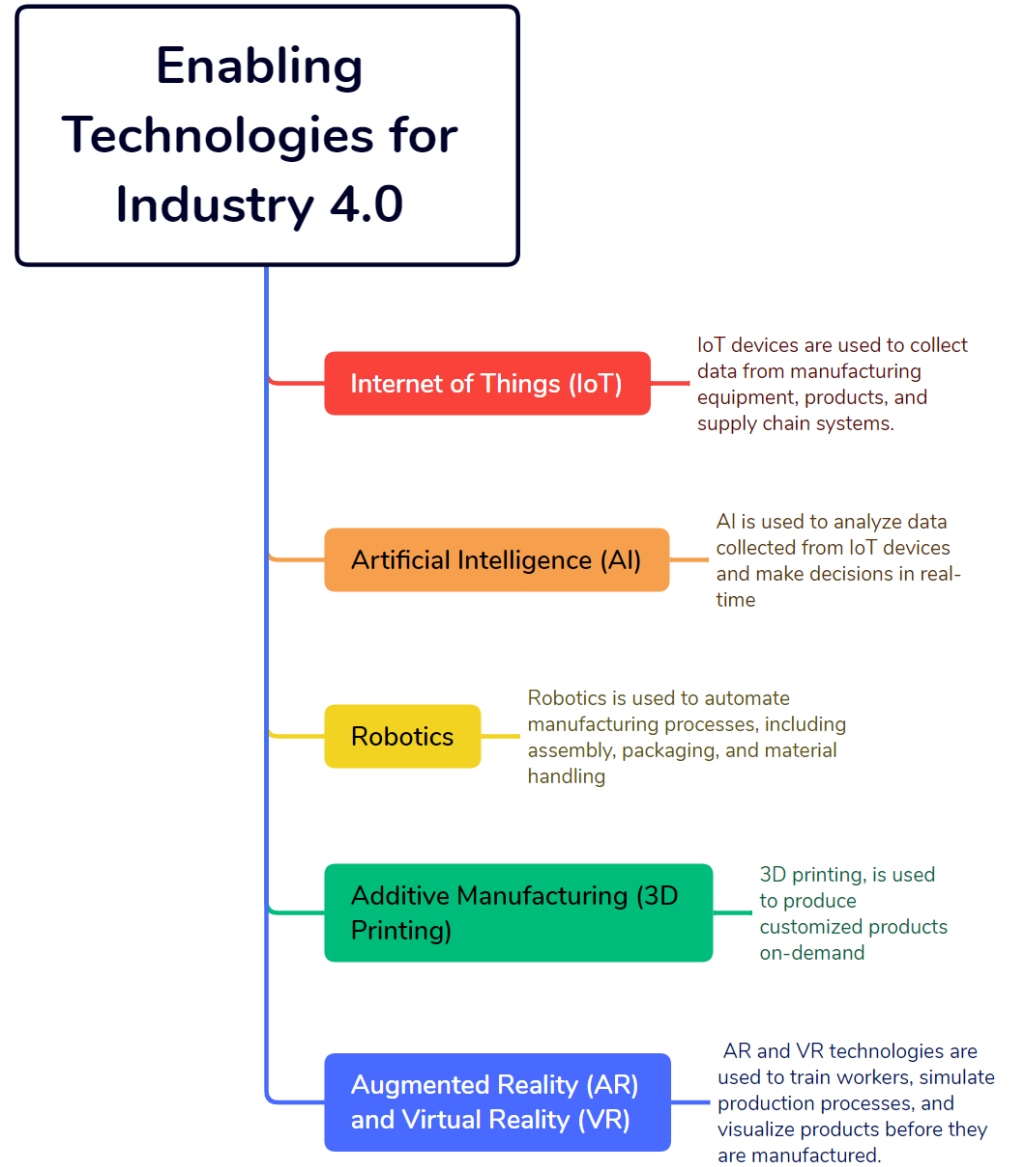 Enabling
Technologies for
Industry 4.0
Internet of Things (IoT)
IoT devices are used to collect
data from manufacturing
equipment, products, and
supply chain systems.
Artificial Intelligence (AI)
AI is used to analyze data
collected from IoT devices
and make decisions in real-
time
Robotics
Robotics is used to automate
manufacturing processes, including
assembly, packaging, and material
handling
Additive Manufacturing (3D
Printing)
3D printing, is used
to produce
customized products
on-demand
Augmented Reality (AR)
and Virtual Reality (VR)
AR and VR technologies are
used to train workers, simulate
production processes, and
visualize products before they
are manufactured.